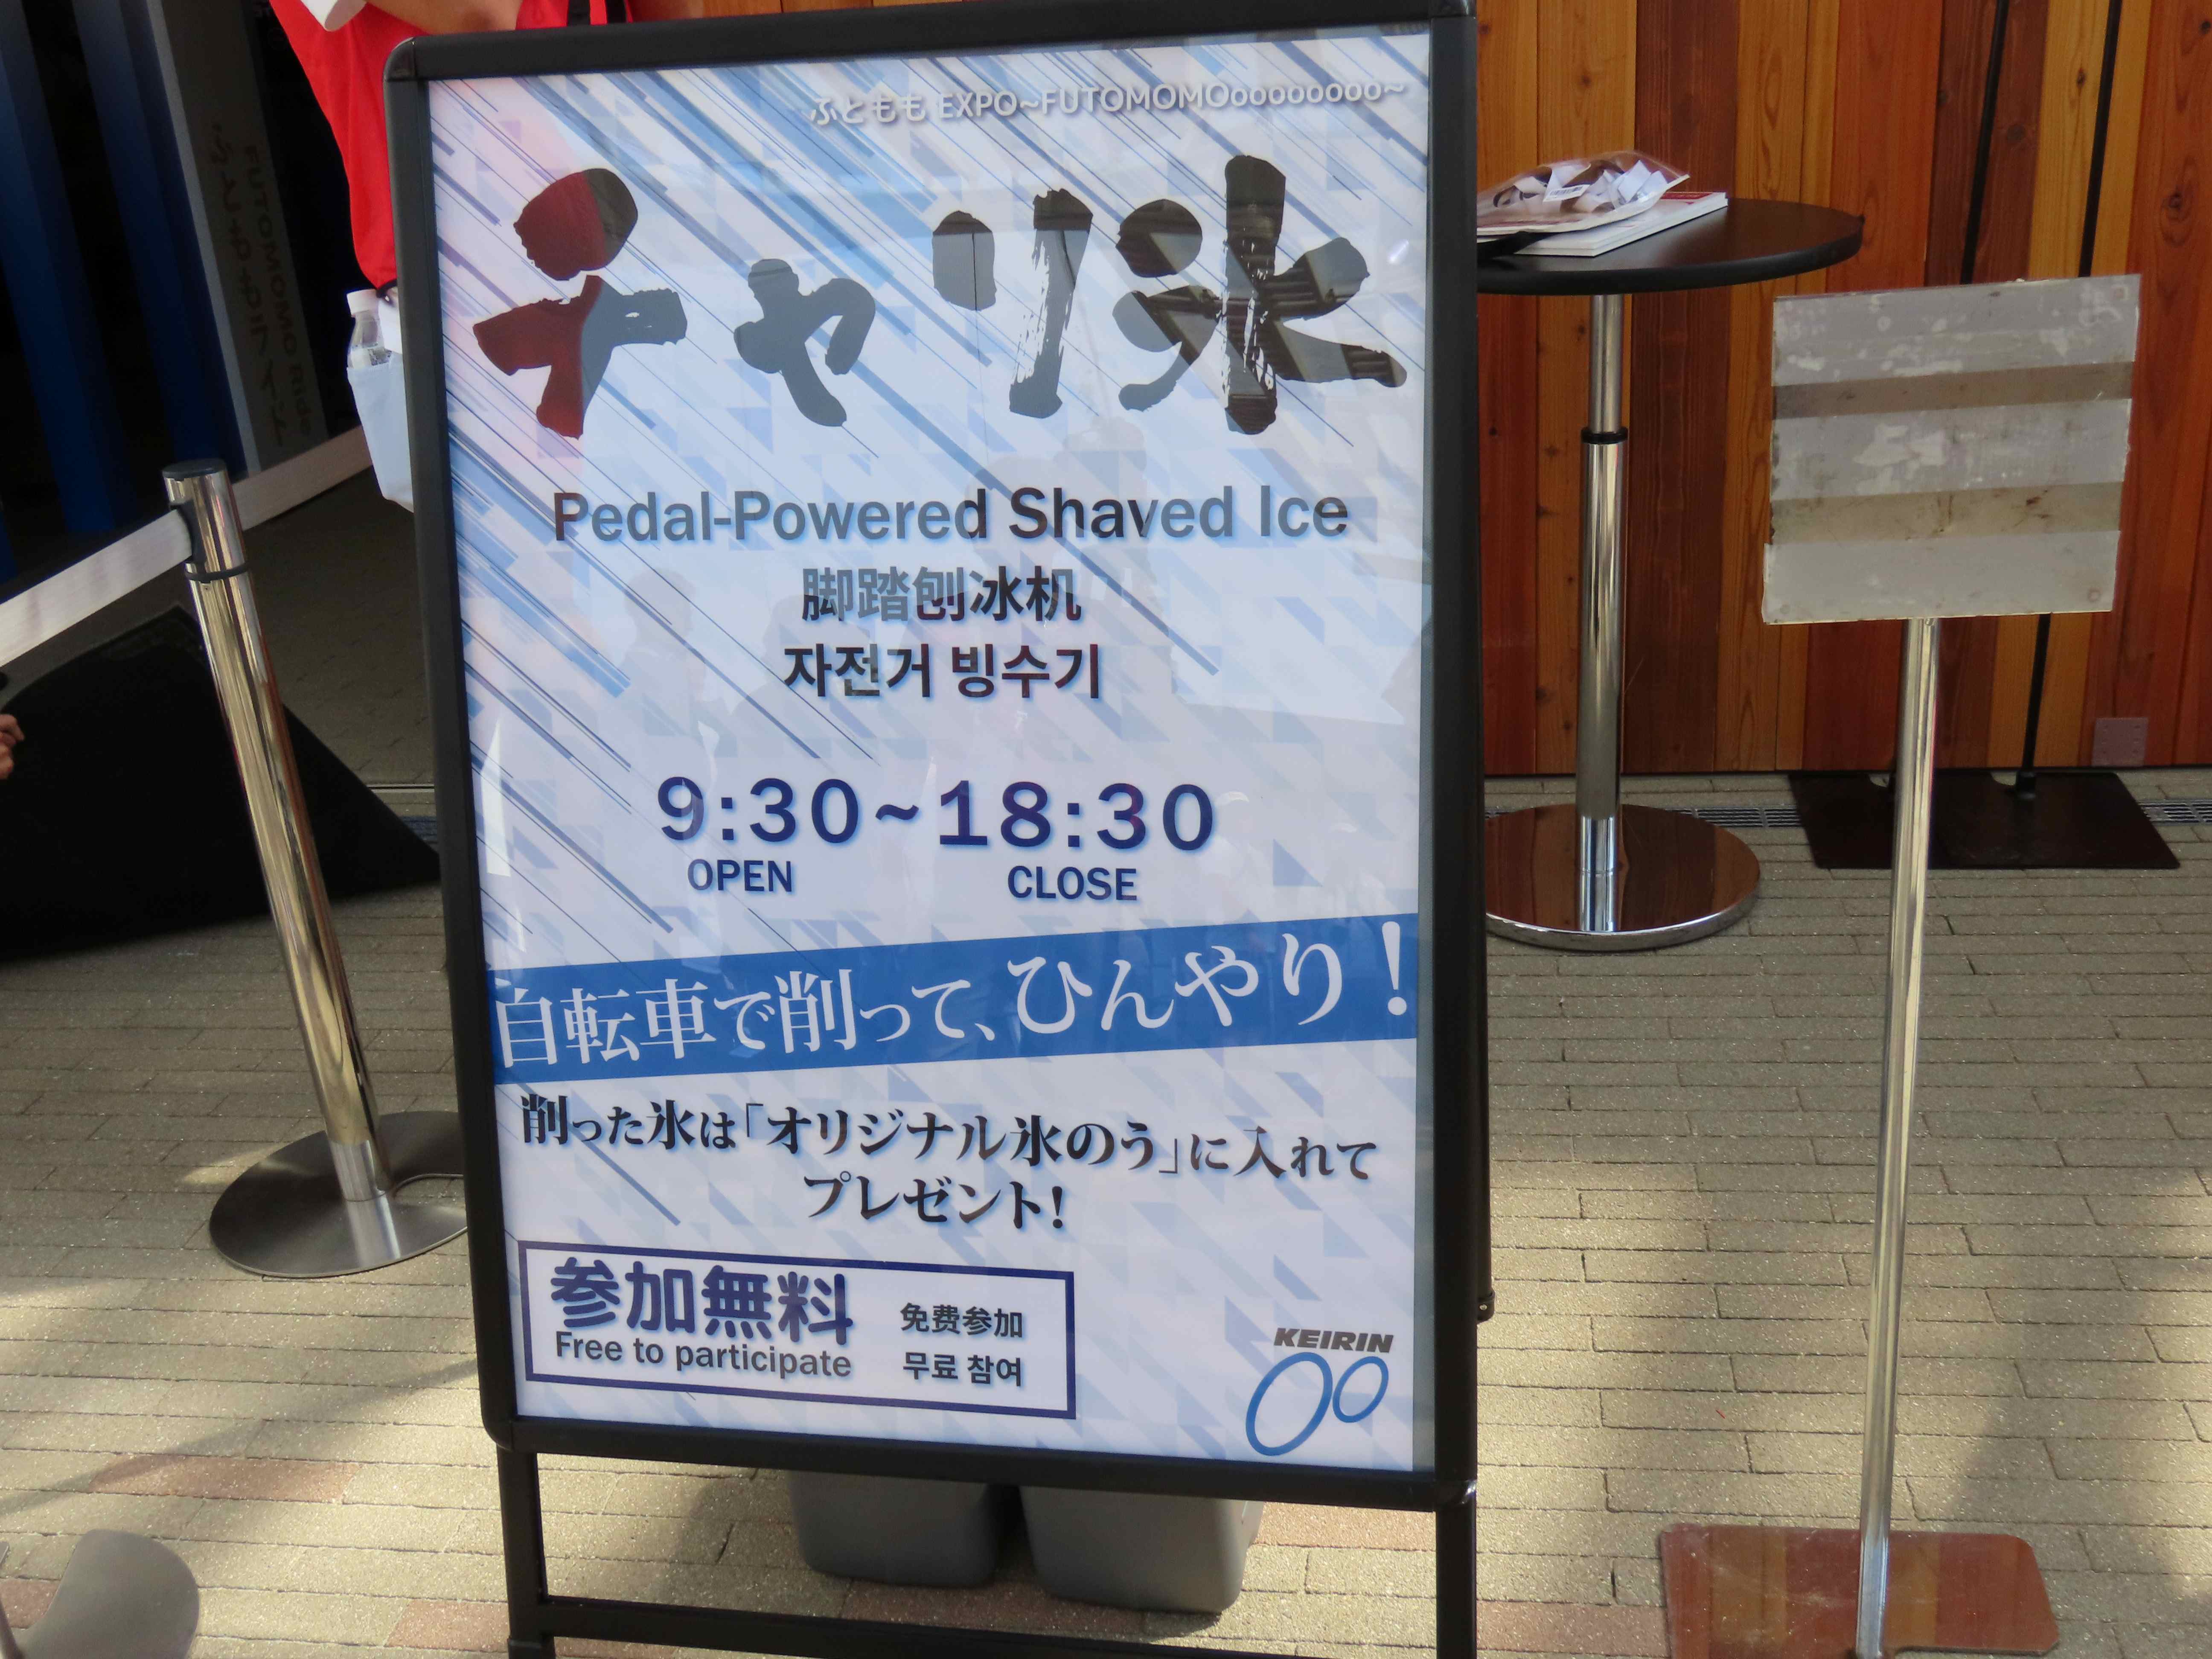 ふともも EXPO~FUTOMOMOoooooooo~
チャリ氷
Pedal-Powered Shaved Ice
脚踏刨冰机
자전거 빙수기
9:30~18:30
OPEN CLOSE
自転車で削って、ひんやり!
削った氷は「オリジナル氷のう」に入れて
プレゼント!
参加無料
Free to participate
免费参加
무료 참여
KEIRIN